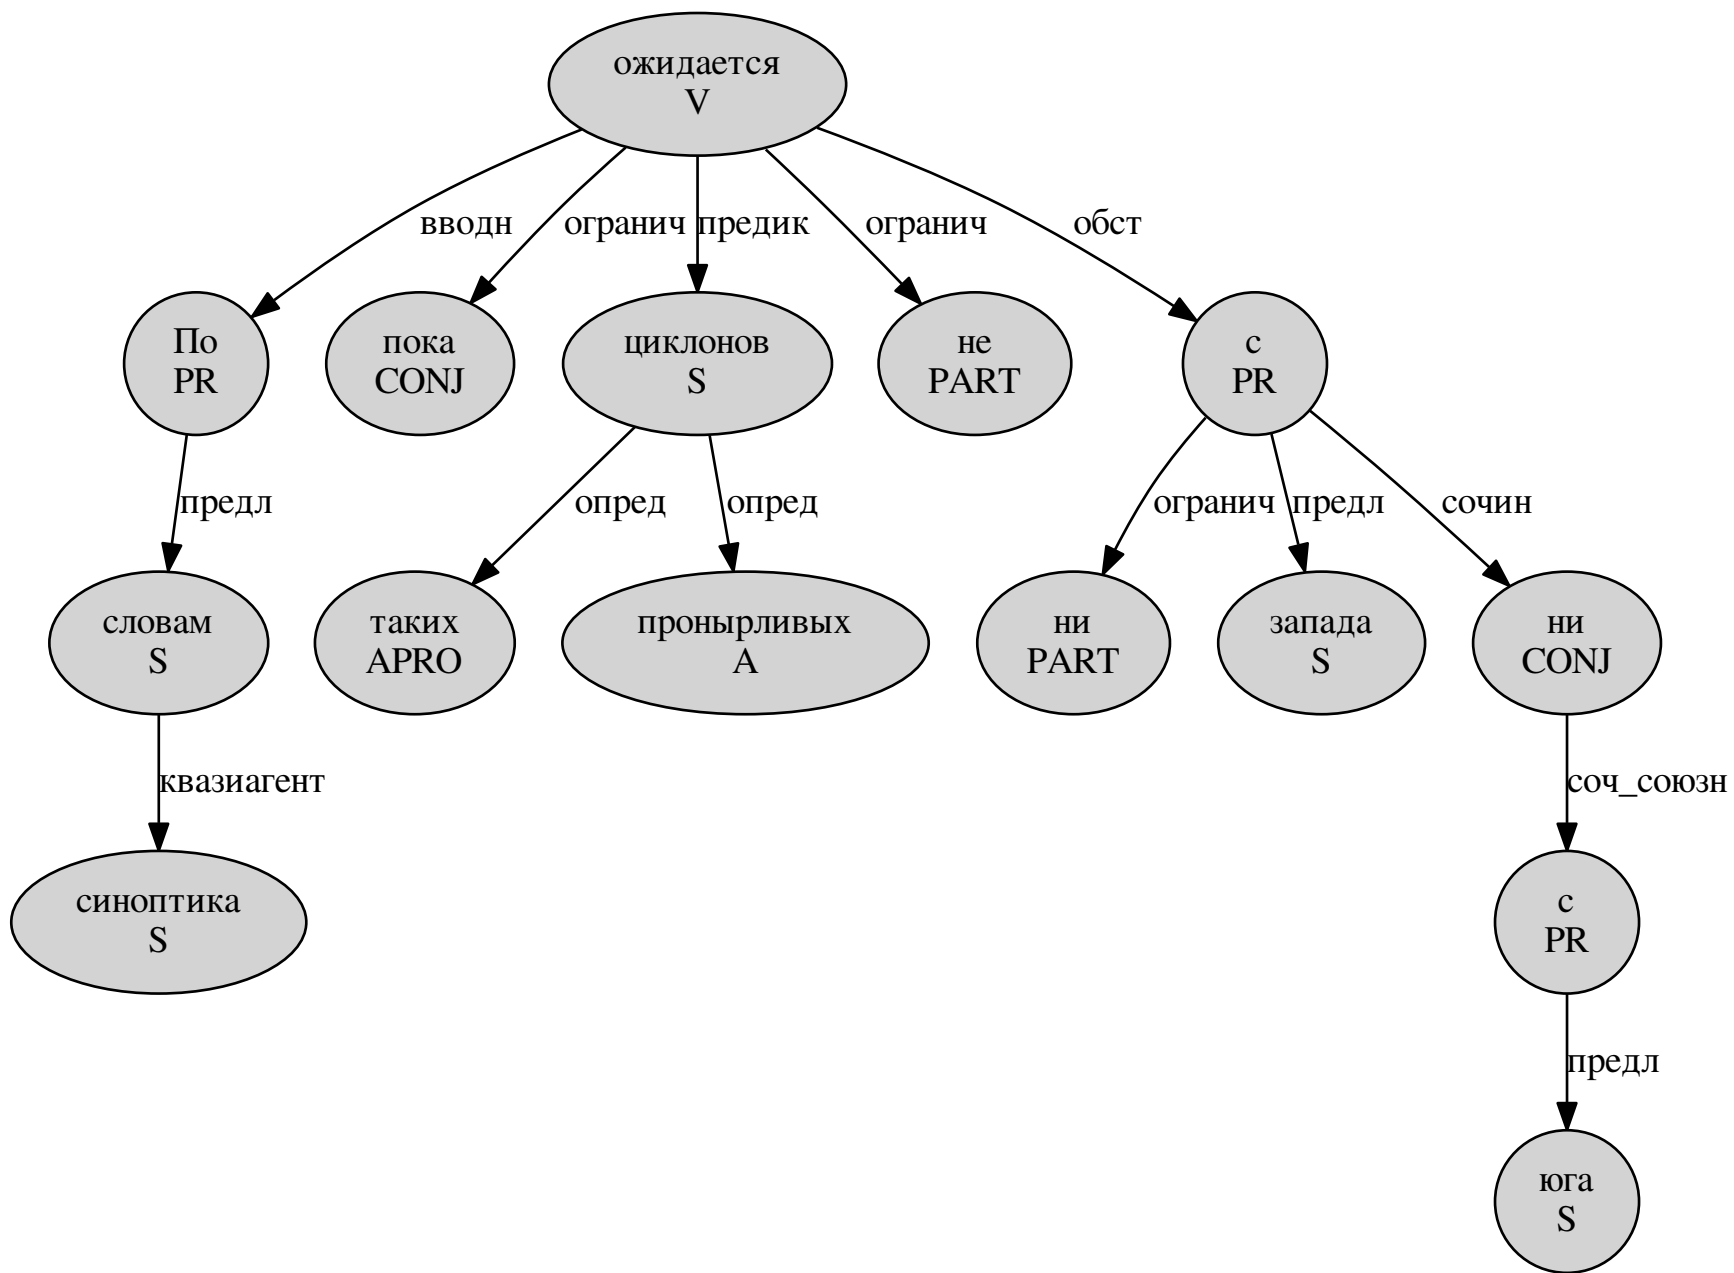 ожидается
V
вводн
огранич
предик
огранич
обст
По
PR
пока
CONJ
циклонов
S
не
PART
с
PR
предл
опред
опред
огранич
предл
сочин
словам
S
таких
APRO
пронырливых
A
ни
PART
запада
S
ни
CONJ
квазиагент
соч_союзн
синоптика
S
с
PR
предл
юга
S